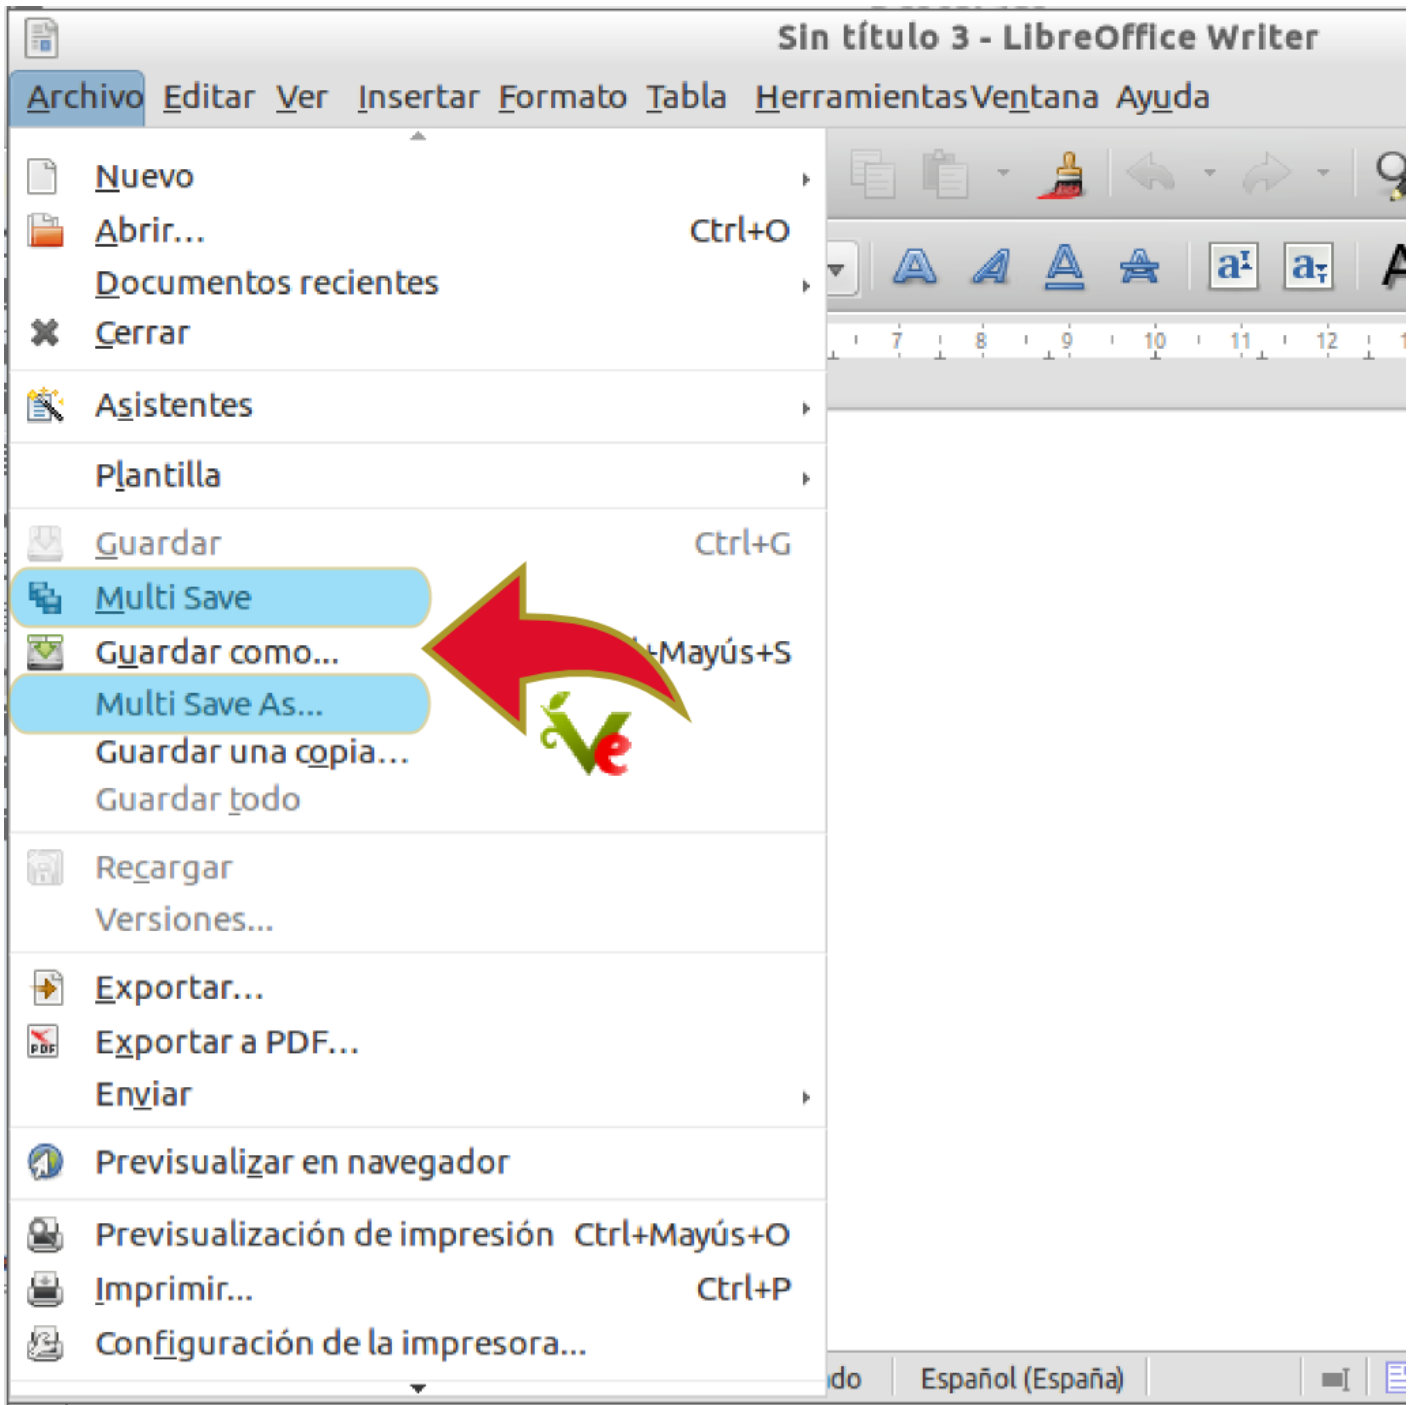 Sin título 3 - LibreOffice Writer
Archivo Editar Ver Insertar Formato Tabla Herramientas Ventana Ayuda
Nuevo
Abrir... Ctrl+O
Documentos recientes
Cerrar
7 8 9 10 11 12
Asistentes
Plantilla
Guardar Ctrl+G
Multi Save
Guardar como... +Mayús+S
Multi Save As...
Ve
Guardar una copia...
Guardar todo
Recargar
Versiones...
Exportar...
PDF Exportar a PDF...
Enviar
Previsualizar en navegador
Previsualización de impresión Ctrl+Mayús+O
Imprimir... Ctrl+P
Configuración de la impresora...
do Español (España)